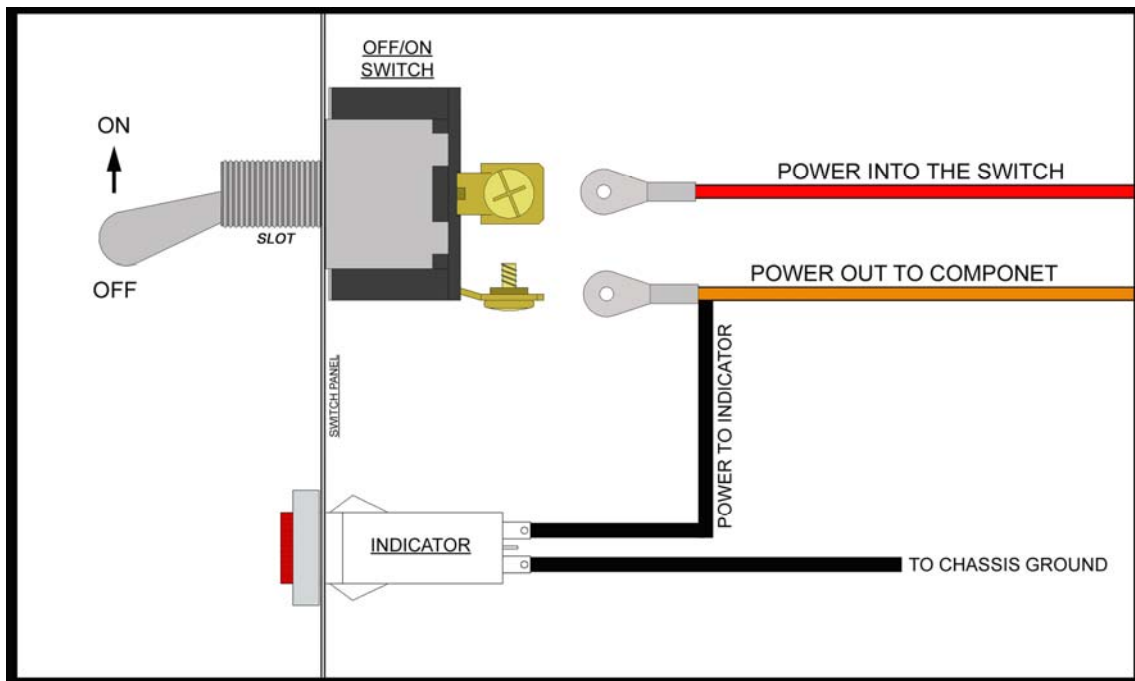 OFF/ON
SWITCH
ON
POWER INTO THE SWITCH
SLOT
OFF
POWER OUT TO COMPONET
SWITCH PANEL
POWER TO INDICATOR
INDICATOR
TO CHASSIS GROUND